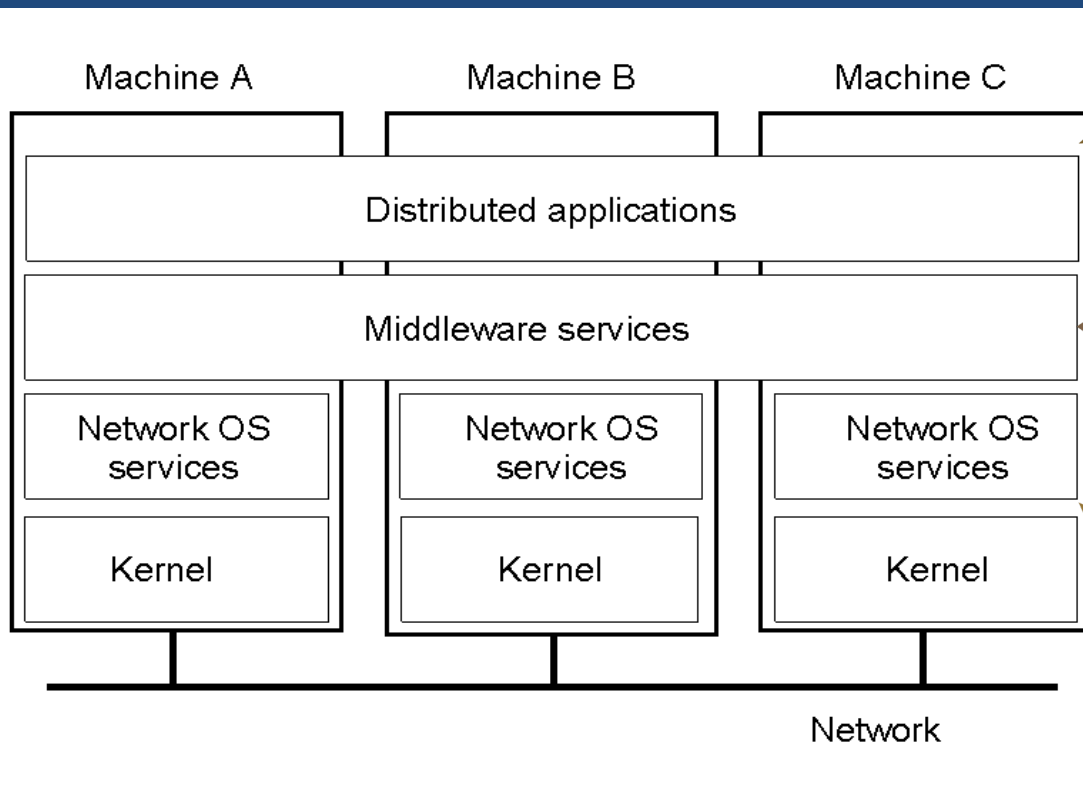 Machine A
Machine B
Machine C
Distributed applications
Middleware services
Network OS
services
Network OS
services
Network OS
services
Kernel
Kernel
Kernel
Network